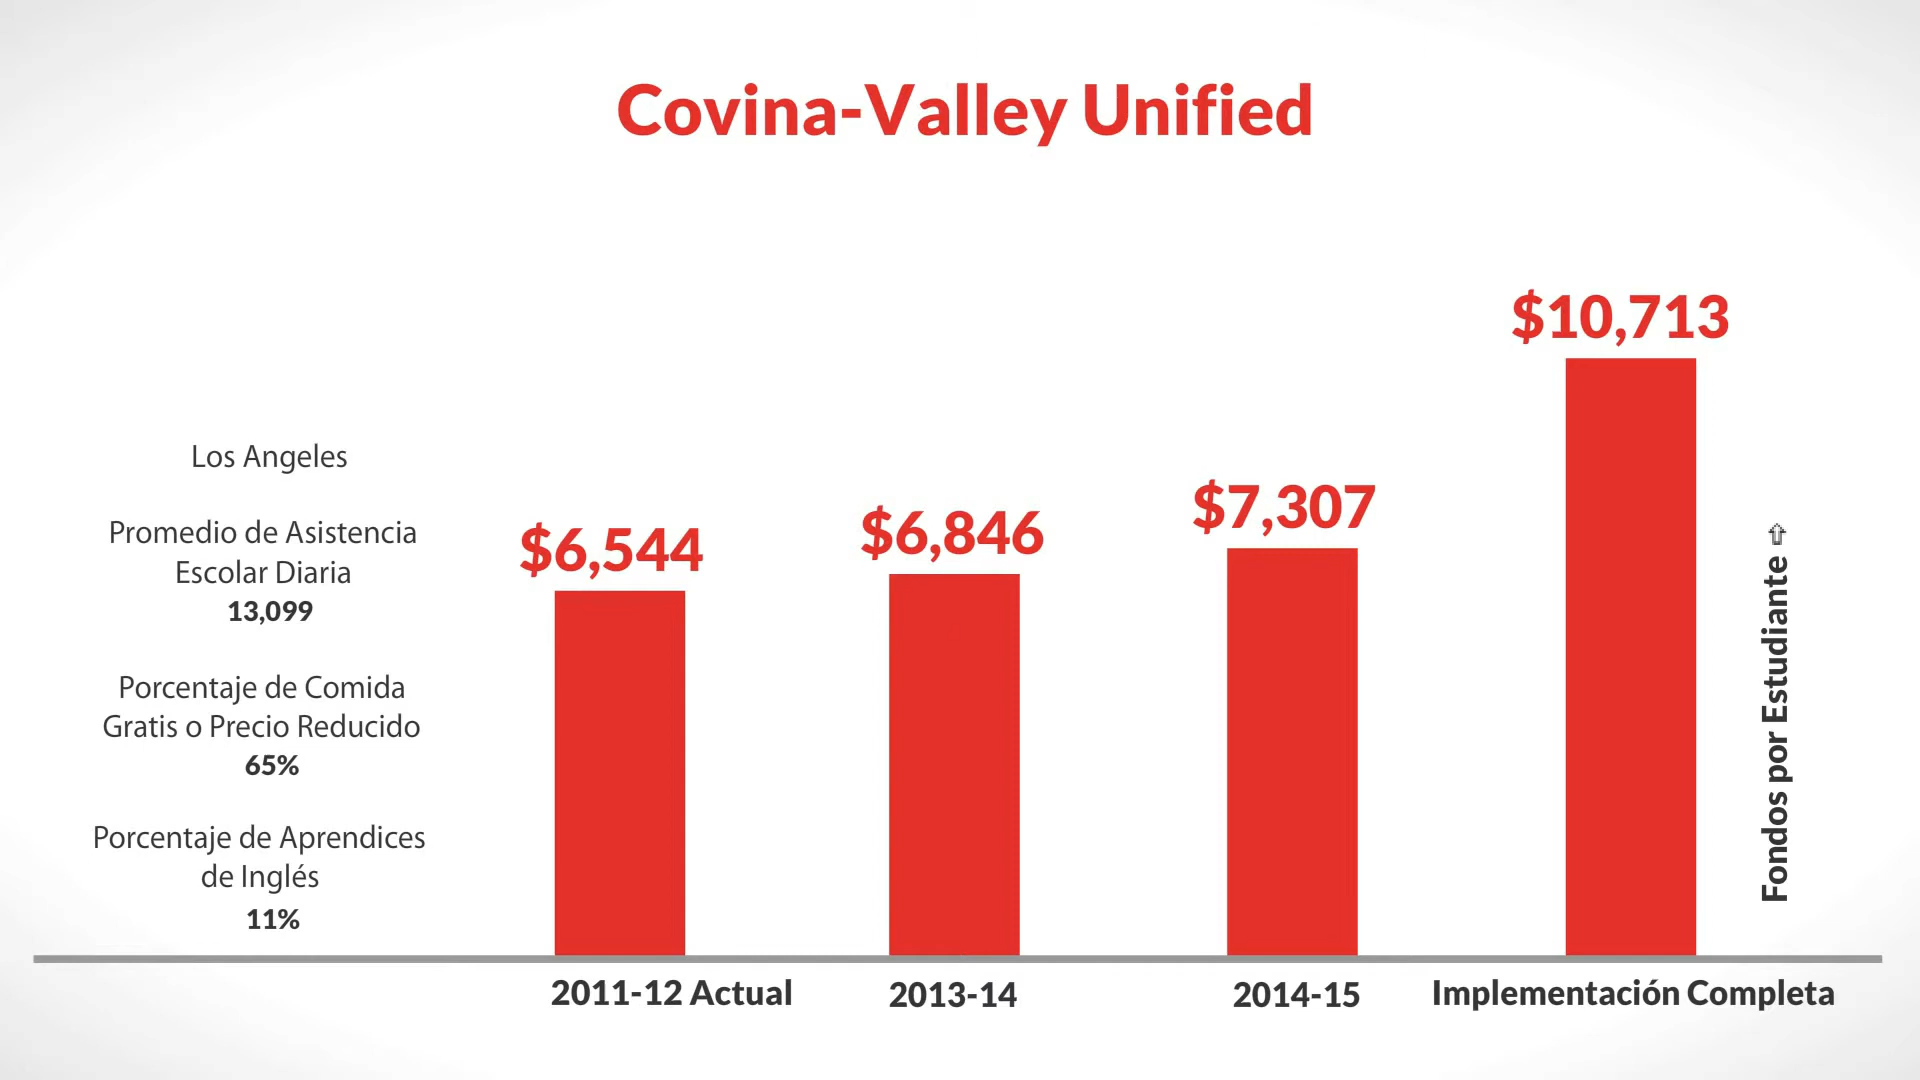 Covina-Valley Unified
Los Angeles
Promedio de Asistencia
Escolar Diaria
13,099
Porcentaje de Comida
Gratis o Precio Reducido
65%
Porcentaje de Aprendices
de Inglés
11%
$6,544
$6,846
$7,307
$10,713
Fondos por Estudiante ⇧
2011-12 Actual
2013-14
2014-15
Implementación Completa